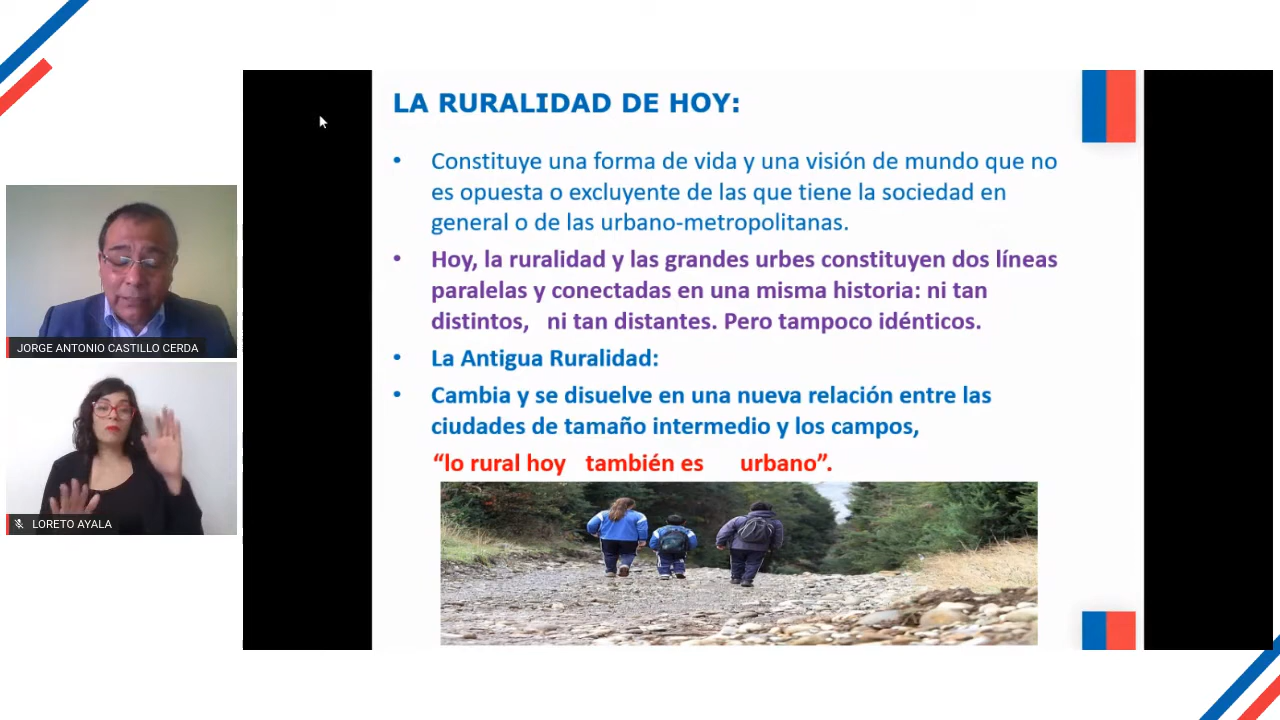 LA RURALIDAD DE HOY:
• Constituye una forma de vida y una visión de mundo que no
es opuesta o excluyente de las que tiene la sociedad en
general o de las urbano-metropolitanas.
• Hoy, la ruralidad y las grandes urbes constituyen dos líneas
paralelas y conectadas en una misma historia: ni tan
distintos, ni tan distantes. Pero tampoco idénticos.
• La Antigua Ruralidad:
• Cambia y se disuelve en una nueva relación entre las
ciudades de tamaño intermedio y los campos,
“lo rural hoy también es urbano”.
JORGE ANTONIO CASTILLO CERDA
LORETO AYALA